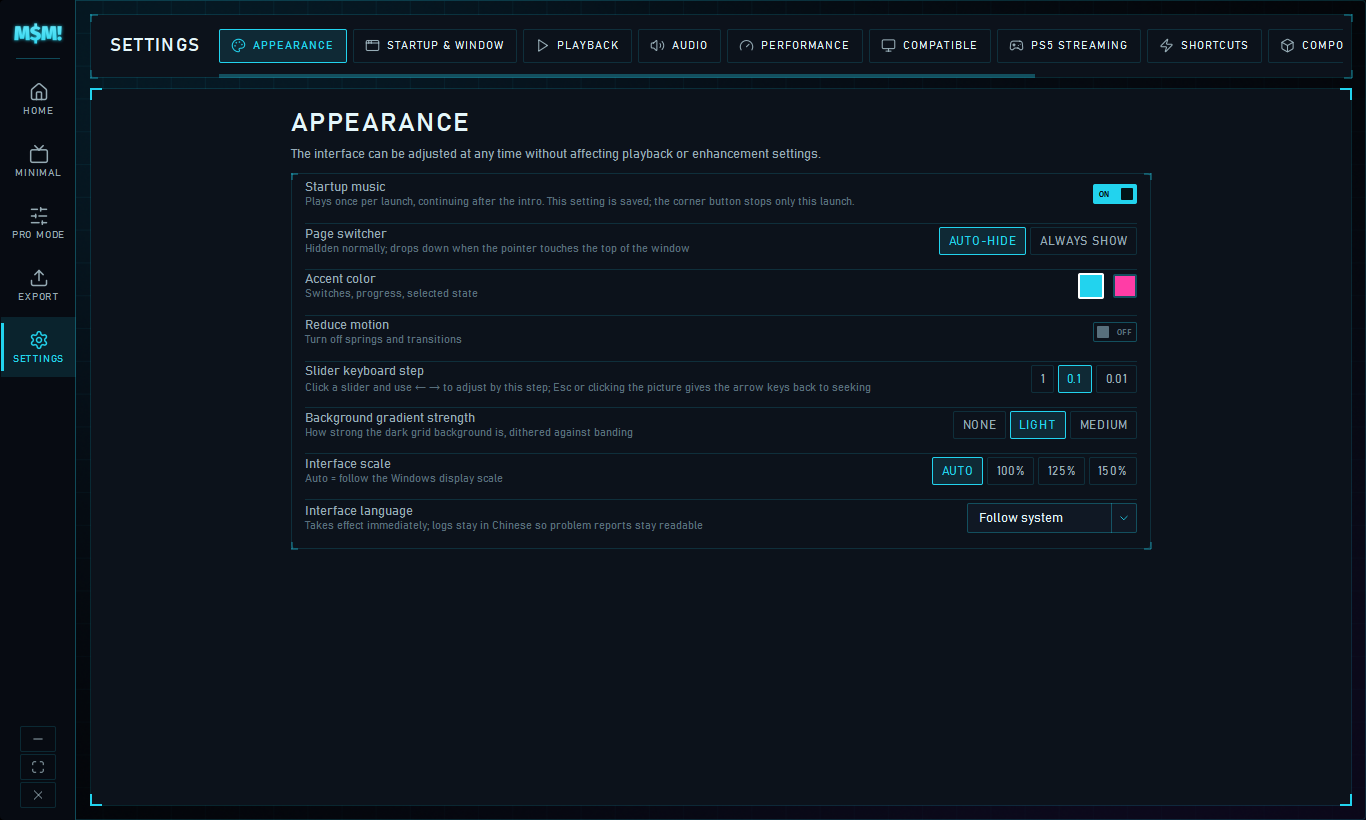 M$M!
HOME
MINIMAL
PRO MODE
EXPORT
SETTINGS
SETTINGS
APPEARANCE
STARTUP & WINDOW
PLAYBACK
AUDIO
PERFORMANCE
COMPATIBLE
PS5 STREAMING
SHORTCUTS
COMPO
APPEARANCE
The interface can be adjusted at any time without affecting playback or enhancement settings.
Startup music
Plays once per launch, continuing after the intro. This setting is saved; the corner button stops only this launch.
ON
Page switcher
Hidden normally; drops down when the pointer touches the top of the window
AUTO-HIDE
ALWAYS SHOW
Accent color
Switches, progress, selected state
Reduce motion
Turn off springs and transitions
OFF
Slider keyboard step
Click a slider and use ← → to adjust by this step; Esc or clicking the picture gives the arrow keys back to seeking
1
0.1
0.01
Background gradient strength
How strong the dark grid background is, dithered against banding
NONE
LIGHT
MEDIUM
Interface scale
Auto = follow the Windows display scale
AUTO
100%
125%
150%
Interface language
Takes effect immediately; logs stay in Chinese so problem reports stay readable
Follow system